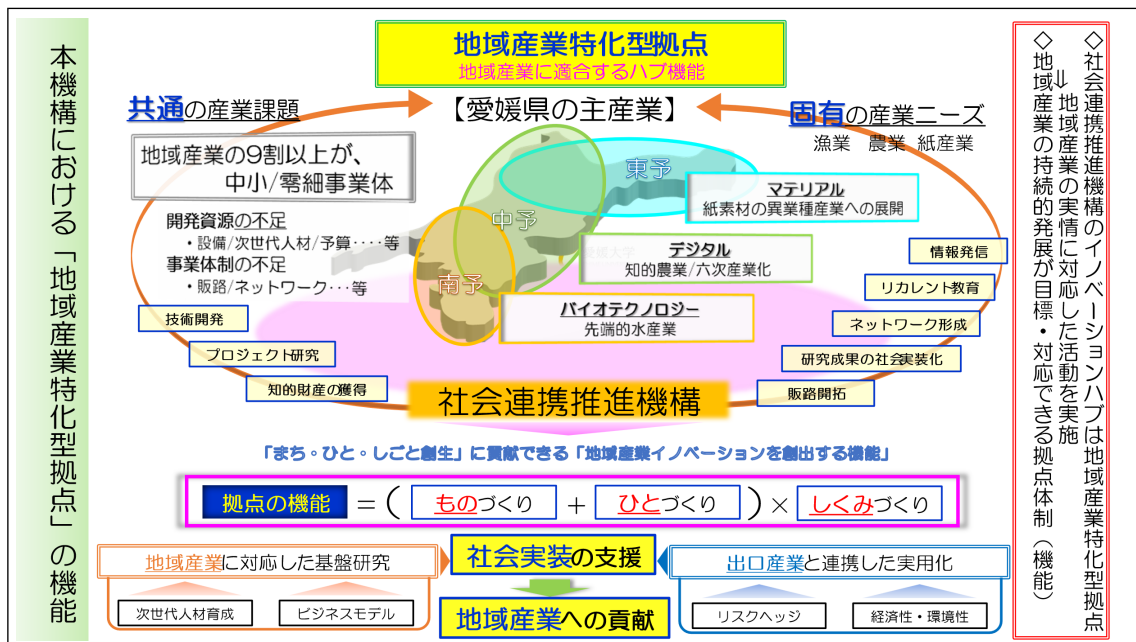 本機構における「地域産業特化型拠点」の機能
地域産業特化型拠点
地域産業に適合するハブ機能
共通の産業課題
【愛媛県の主産業】
固有の産業ニーズ
漁業 農業 紙産業
地域産業の9割以上が、
中小/零細事業体
開発資源の不足
・設備/次世代人材/予算‥‥等
事業体制の不足
・販路/ネットワーク‥・等
東予
中予
南予
マテリアル
紙素材の異業種産業への展開
デジタル
知的農業/六次産業化
バイオテクノロジー
先端的水産業
技術開発
プロジェクト研究
知的財産の獲得
情報発信
リカレント教育
ネットワーク形成
研究成果の社会実装化
販路開拓
社会連携推進機構
「まち・ひと・しごと創生」に貢献できる「地域産業イノベーションを創出する機能」
拠点の機能 =( ものづくり + ひとづくり )× しくみづくり
地域産業に対応した基盤研究
次世代人材育成
ビジネスモデル
社会実装の支援
地域産業への貢献
出口産業と連携した実用化
リスクヘッジ
経済性・環境性
◇社会連携推進機構のイノベーションハブは地域産業特化型拠点
⇒地域産業の実情に対応した活動を実施
◇地域産業の持続的発展が目標・対応できる拠点体制(機能)